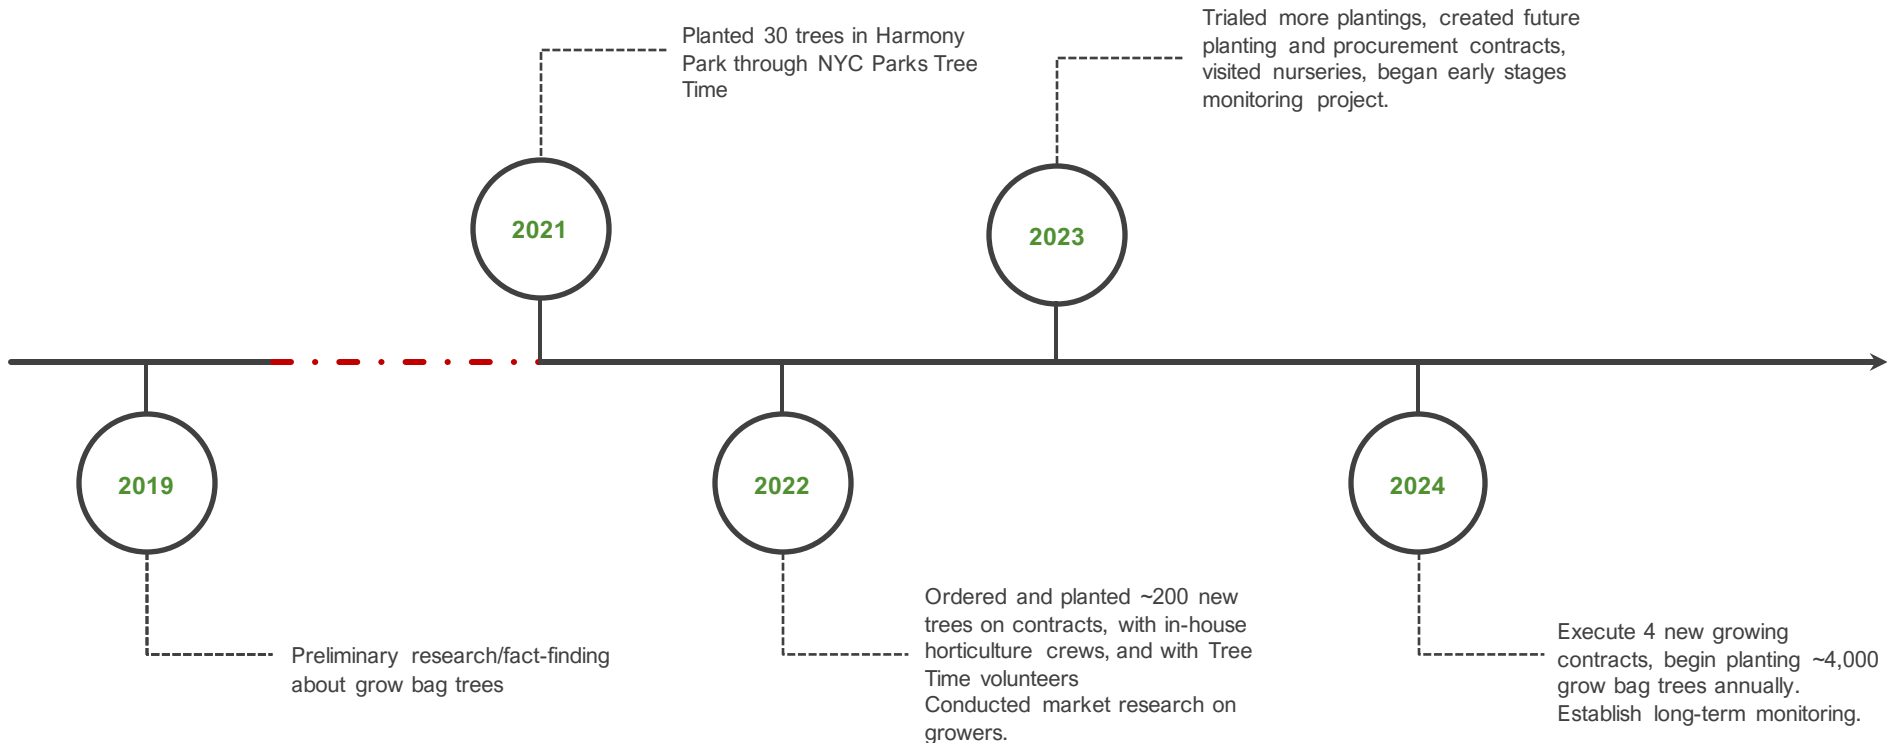 Planted 30 trees in Harmony
Park through NYC Parks Tree
Time
Trialed more plantings, created future
planting and procurement contracts,
visited nurseries, began early stages
monitoring project.
2021
2023
2019
2022
2024
Preliminary research/fact-finding
about grow bag trees
Ordered and planted ~200 new
trees on contracts, with in-house
horticulture crews, and with Tree
Time volunteers
Conducted market research on
growers.
Execute 4 new growing
contracts, begin planting ~4,000
grow bag trees annually.
Establish long-term monitoring.